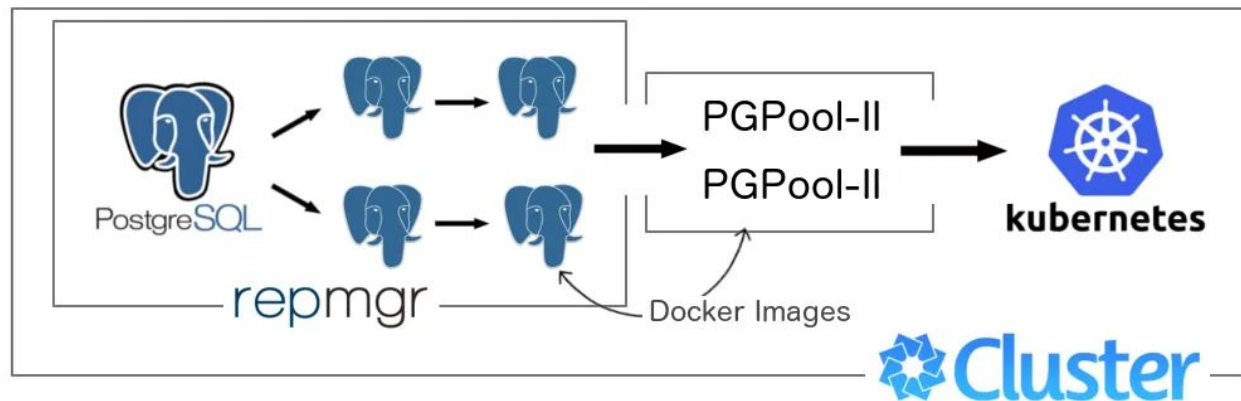 PostgreSQL
repmgr
PGPool-II
PGPool-II
Docker Images
kubernetes
Cluster